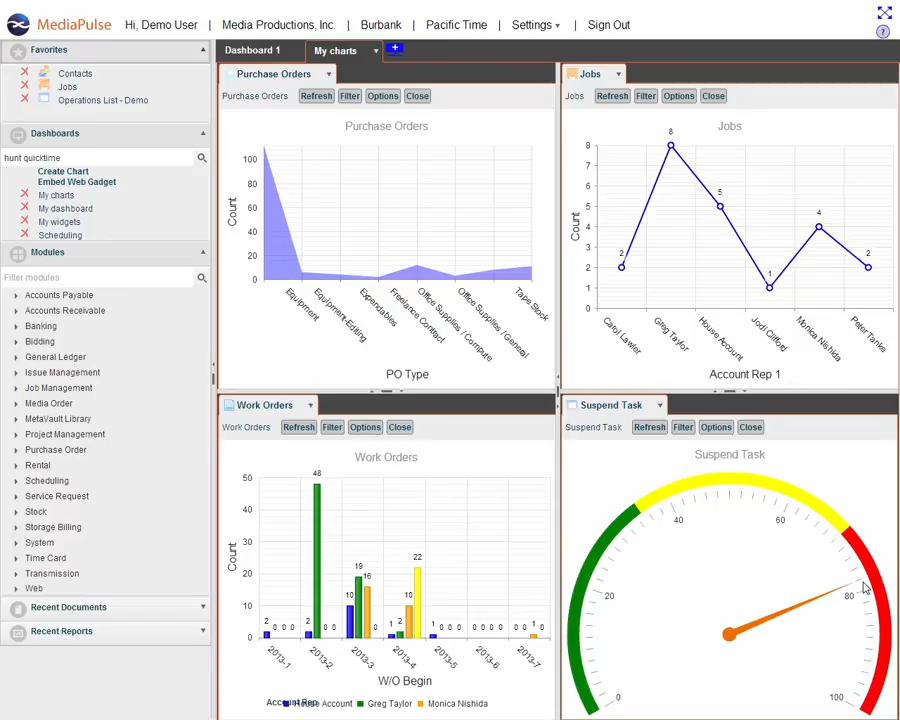 MediaPulse Hi, Demo User | Media Productions, Inc. | Burbank | Pacific Time | Settings | Sign Out
?
Favorites
Contacts
Jobs
Operations List - Demo
Dashboards
hunt quicktime
Create Chart
Embed Web Gadget
My charts
My dashboard
My widgets
Scheduling
Modules
Filter modules
Accounts Payable
Accounts Receivable
Banking
Bidding
General Ledger
Issue Management
Job Management
Media Order
MetaVault Library
Project Management
Purchase Order
Rental
Scheduling
Service Request
Stock
Storage Billing
System
Time Card
Transmission
Web
Recent Documents
Recent Reports
Dashboard 1 My charts +
Purchase Orders
Purchase Orders Refresh Filter Options Close
Purchase Orders
Count
100
80
60
40
20
0
Equipment
Equipment-Editing
Expendables
Freelance Contract
Office Supplies / Compute
Office Supplies / General
Tape Stock
PO Type
Jobs
Jobs Refresh Filter Options Close
Jobs
Count
8
7
6
5
4
3
2
1
0
2 8 5 1 4 2
Carol Lawler
Greg Taylor
House Account
Jodi Clifford
Monica Nishida
Peter Tanke
Account Rep 1
Work Orders
Work Orders Refresh Filter Options Close
Work Orders
Count
50
40
30
20
10
0
2 0 0 0 2 48 0 0 10 19 16 0 1 2 10 22 1 0 0 0 0 0 0 0 0 0 1 0
2013-1 2013-2 2013-3 2013-4 2013-5 2013-6 2013-7
W/O Begin
Account Rep House Account Greg Taylor Monica Nishida
Suspend Task
Suspend Task Refresh Filter Options Close
Suspend Task
0 20 40 60 80 100